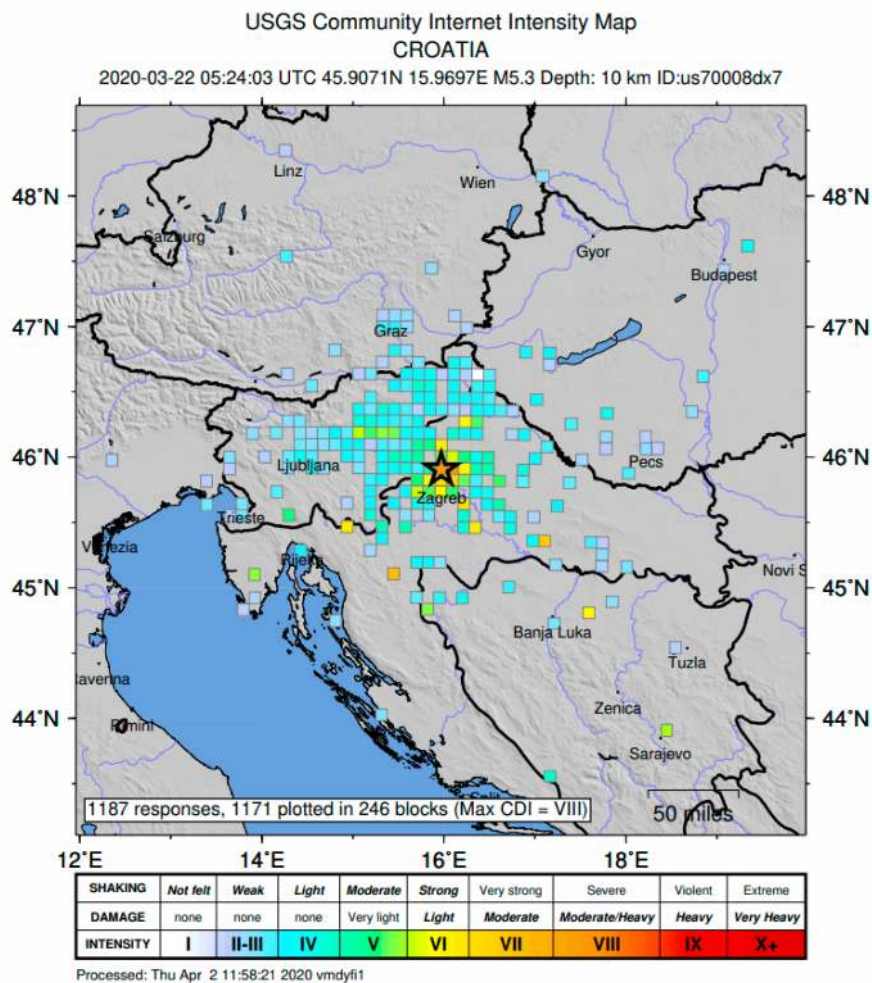 USGS Community Internet Intensity Map
CROATIA
2020-03-22 05:24:03 UTC 45.9071N 15.9697E M5.3 Depth: 10 km ID:us70008dx7
Linz
Wien
48˚N
48˚N
Salzburg
Gyor
Budapest
47˚N
47˚N
Graz
46˚N
46˚N
Ljubljana
Pecs
Zagreb
Trieste
Venezia
Rijeka
Novi S
45˚N
45˚N
Banja Luka
Tuzla
Ravenna
Zenica
44˚N
44˚N
Rimini
Sarajevo
Split
1187 responses, 1171 plotted in 246 blocks (Max CDI = VIII)
50 miles
12˚E 14˚E 16˚E 18˚E
SHAKING Not felt Weak Light Moderate Strong Very strong Severe Violent Extreme
DAMAGE none none none Very light Light Moderate Moderate/Heavy Heavy Very Heavy
INTENSITY I II-III IV V VI VII VIII IX X+
Processed: Thu Apr 2 11:58:21 2020 vmdyfi1